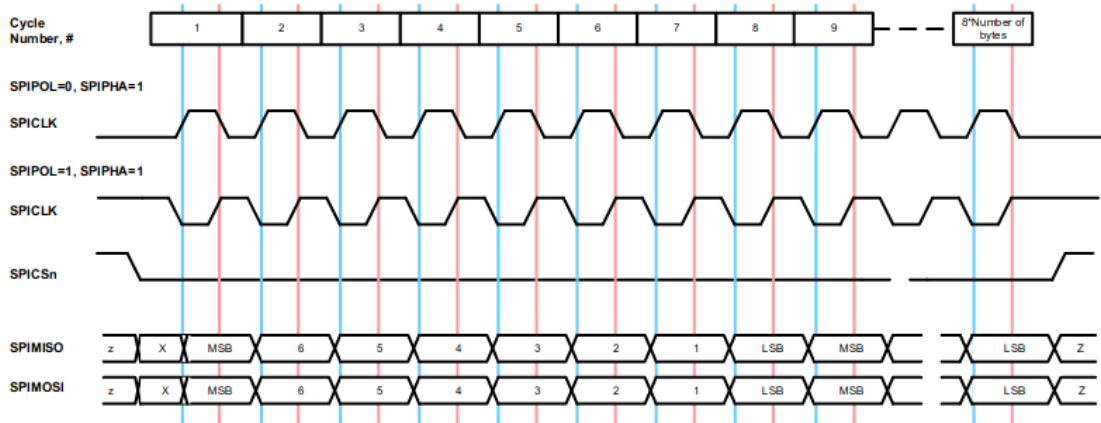 Cycle
Number, #
1 2 3 4 5 6 7 8 9 8*Number of
bytes
SPIPOL=0, SPIPHA=1
SPICLK
SPIPOL=1, SPIPHA=1
SPICLK
SPICSn
SPIMISO z X MSB 6 5 4 3 2 1 LSB MSB LSB Z
SPIMOSI z X MSB 6 5 4 3 2 1 LSB MSB LSB Z